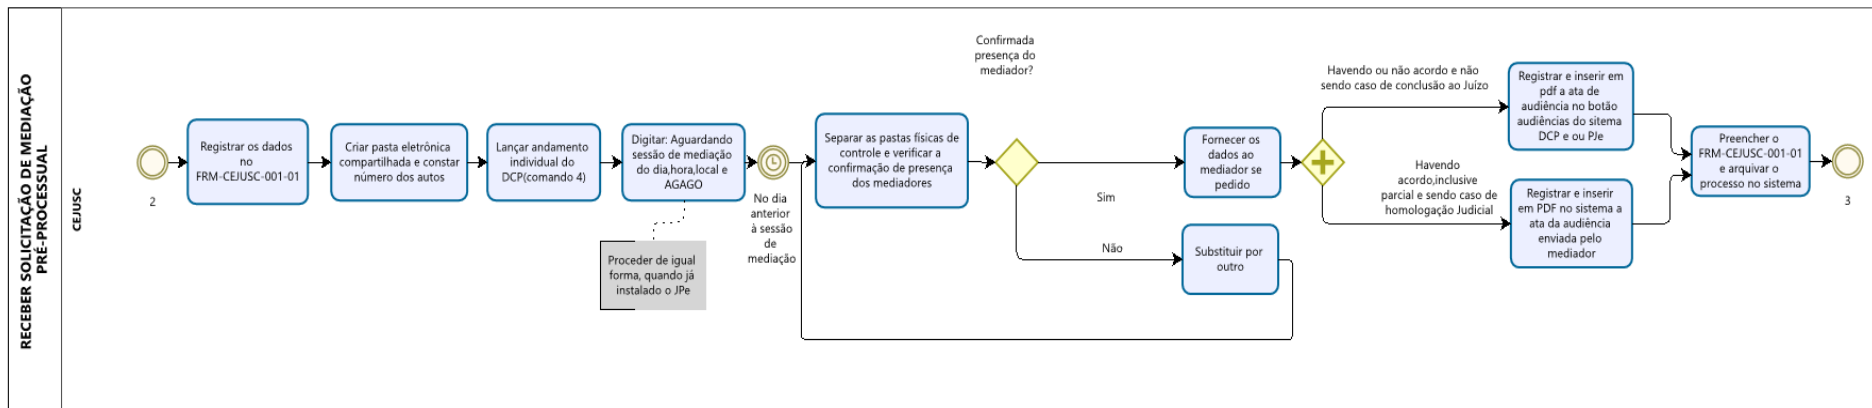 RECEBER SOLICITAÇÃO DE MEDIAÇÃO
PRÉ-PROCESSUAL
CEJUSC
2
Registrar os dados
no
FRM-CEJUSC-001-01
Criar pasta eletrônica
compartilhada e constar
número dos autos
Lançar andamento
individual do
DCP(comando 4)
Digitar: Aguardando
sessão de mediação
do dia,hora,local e
AGAGO
Proceder de igual
forma, quando já
instalado o JPe
No dia
anterior
à sessão
de
mediação
Separar as pastas físicas de
controle e verificar a
confirmação de presença
dos mediadores
Confirmada
presença do
mediador?
Sim
Não
Fornecer os
dados ao
mediador se
pedido
Substituir por
outro
Havendo ou não acordo e não
sendo caso de conclusão ao Juízo
Havendo
acordo,inclusive
parcial e sendo caso de
homologação Judicial
Registrar e inserir em
pdf a ata de
audiência no botão
audiências do sitema
DCP e ou PJe
Registrar e inserir
em PDF no sistema a
ata da audiência
enviada pelo
mediador
Preencher o
FRM-CEJUSC-001-01
e arquivar o
processo no sistema
3